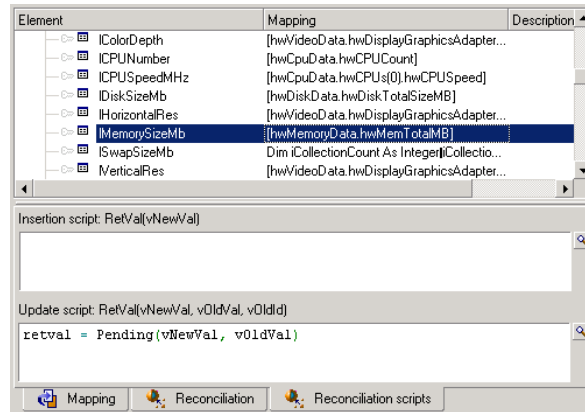 Element Mapping Description
lColorDepth [hwVideoData.hwDisplayGraphicsAdapter...
lCPUNumber [hwCpuData.hwCPUCount]
lCPUSpeedMHz [hwCpuData.hwCPUs(0).hwCPUSpeed]
lDiskSizeMb [hwDiskData.hwDiskTotalSizeMB]
lHorizontalRes [hwVideoData.hwDisplayGraphicsAdapter...
lMemorySizeMb [hwMemoryData.hwMemTotalMB]
lSwapSizeMb Dim iCollectionCount As Integer||iCollectio...
lVerticalRes [hwVideoData.hwDisplayGraphicsAdapter...
Insertion script: RetVal(vNewVal)
Update script: RetVal(vNewVal, vOldVal, vOldId)
retval = Pending(vNewVal, vOldVal)
Mapping Reconciliation Reconciliation scripts